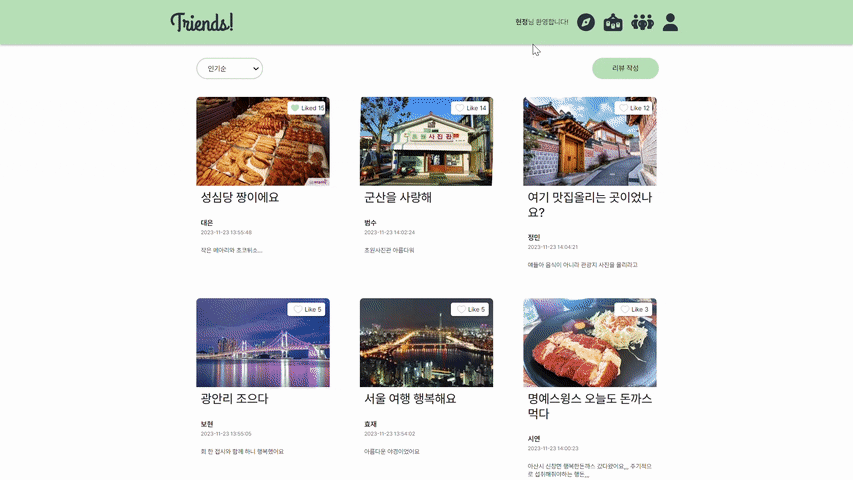 Triends!
현정님 환영합니다!
인기순
리뷰 작성
Liked 15
Like 14
Like 12
초원사진관
성심당 짱이에요
군산을 사랑해
여기 맛집올리는 곳이었나
요?
대은
범수
정민
2023-11-23 13:55:48
2023-11-23 14:02:24
2023-11-23 14:04:21
작은 메아리와 초코튀소,,,
초원사진관 아름다워
얘들아 음식이 아니라 관광지 사진을 올리라고
Like 5
Like 5
Like 3
광안리 조으다
서울 여행 행복해요
명예스윙스 오늘도 돈까스
먹다
보현
효재
시연
2023-11-23 13:55:05
2023-11-23 13:54:02
2023-11-23 14:00:23
회 한 접시와 함께 하니 행복했어요
아름다운 야경이었어요
아산시 신창면 행복한돈까스 갔다왔어요,,, 주기적으
로 섭취해줘야하는 행돈,,,